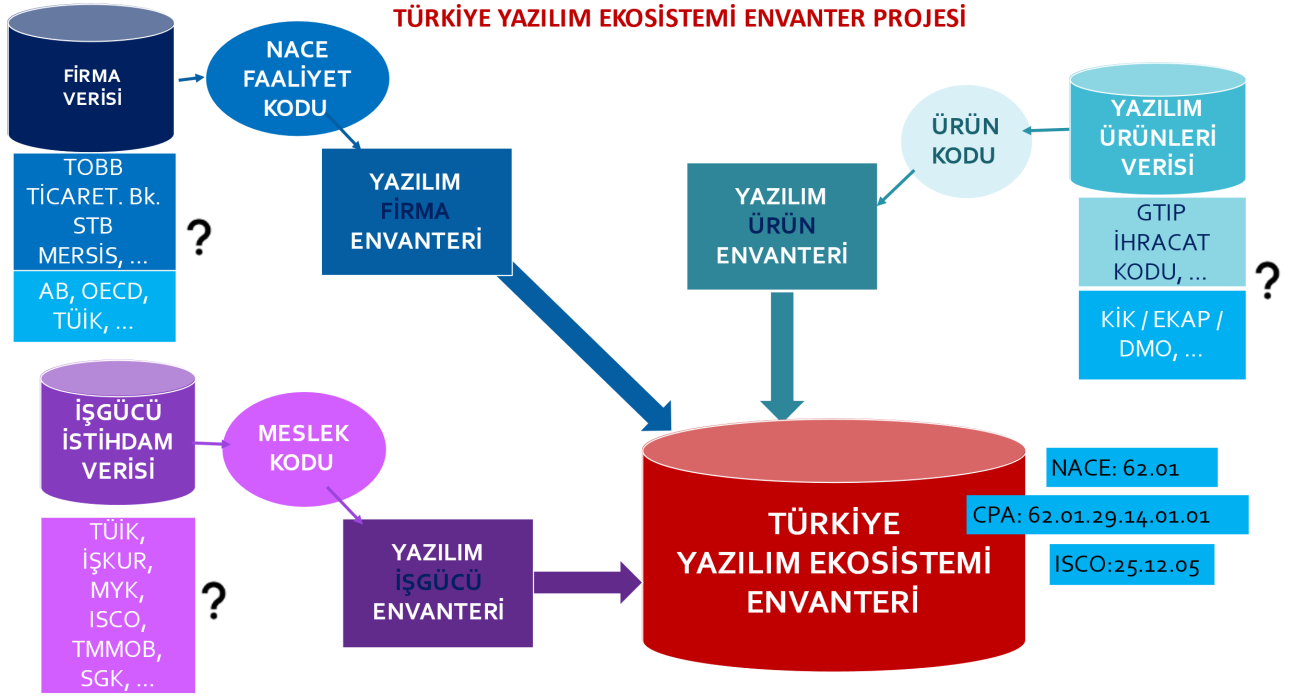 TÜRKİYE YAZILIM EKOSİSTEMİ ENVANTER PROJESİ
FİRMA
VERİSİ
NACE
FAALİYET
KODU
TOBB
TİCARET. Bk.
STB
MERSİS, ...
?
AB, OECD,
TÜİK, ...
YAZILIM
FİRMA
ENVANTERİ
YAZILIM
ÜRÜNLERİ
VERİSİ
ÜRÜN
KODU
YAZILIM
ÜRÜN
ENVANTERİ
GTIP
İHRACAT
KODU, ...
?
KİK / EKAP /
DMO, ...
İŞGÜCÜ
İSTİHDAM
VERİSİ
MESLEK
KODU
TÜİK,
İŞKUR,
MYK,
ISCO,
TMMOB,
SGK, ...
?
YAZILIM
İŞGÜCÜ
ENVANTERİ
TÜRKİYE
YAZILIM EKOSİSTEMİ
ENVANTERİ
NACE: 62.01
CPA: 62.01.29.14.01.01
ISCO:25.12.05